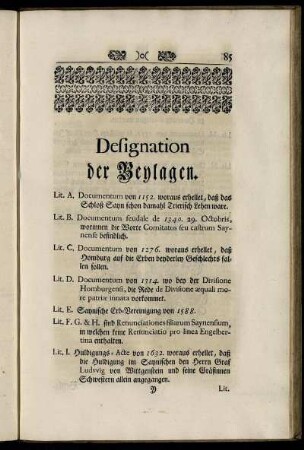 85
Designation
der Beylagen.
Lit. A. Documentum von 1152. woraus erhellet, daß das
Schloß Sayn schon damahl Trierisch Lehen ware.
Lit. B. Documentum feudale de 1340. 29. Octobris,
worinnen die Worte Comitatus seu castrum Sayn-
ense befindlich.
Lit. C. Documentum von 1276. woraus erhellet, daß
Homburg auf die Erben beyderley Geschlechts fal-
len sollen.
Lit. D. Documentum von 1354. wo bey der Divisione
Homburgensi, die Rede de Divisione æquali mo-
re patriæ innata vorkommet.
Lit. E. Saynische Erb-Vereinigung von 1588.
Lit. F. G. & H. sind Renunciationes filiarum Saynensium,
in welchen keine Renunciatio pro linea Engelber-
tina enthalten.
Lit. I. Huldigungs-Acte von 1632. woraus erhellet, daß
die Huldigung im Saynischen den Herrn Graf
Ludwig von Wittgenstein und seine Gräfinnen
Schwestern allein angegangen.
Lit.